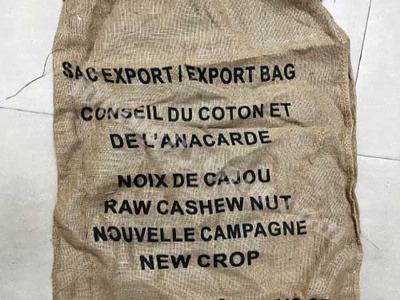 SAC EXPORT / EXPORT BAG
CONSEIL DU COTON ET
DE L'ANACARDE
NOIX DE CAJOU
RAW CASHEW NUT
NOUVELLE CAMPAGNE
NEW CROP